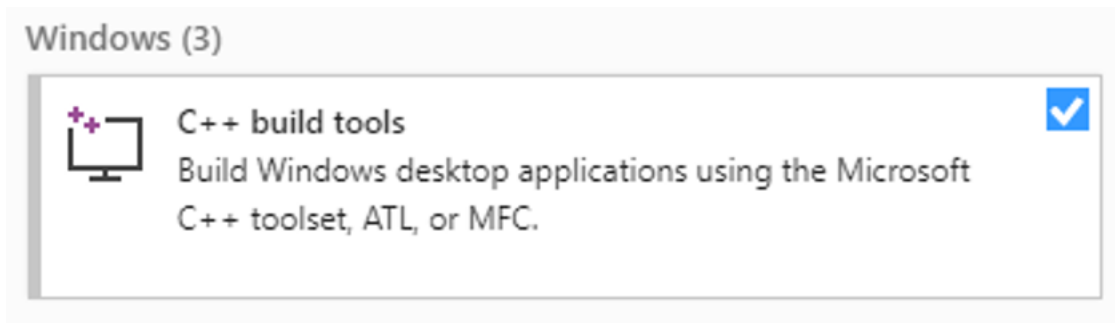 Windows (3)
C++ build tools
Build Windows desktop applications using the Microsoft
C++ toolset, ATL, or MFC.